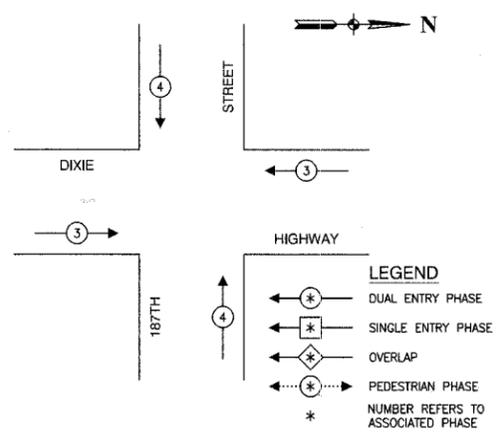 N
4
STREET
DIXIE
3
3
HIGHWAY
187TH
4
LEGEND
* DUAL ENTRY PHASE
* SINGLE ENTRY PHASE
* OVERLAP
* PEDESTRIAN PHASE
* NUMBER REFERS TO
ASSOCIATED PHASE